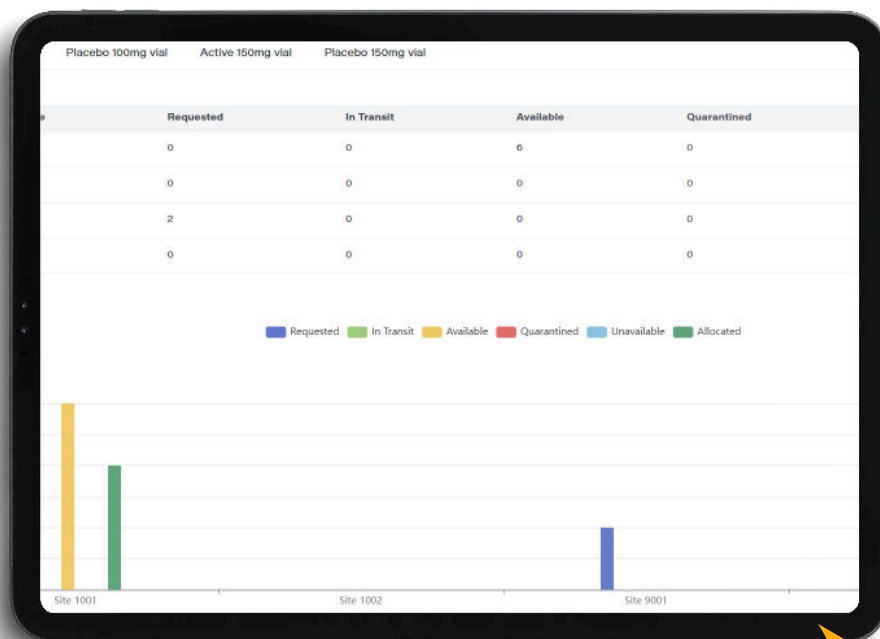 Placebo 100mg vial Active 150mg vial Placebo 150mg vial
Requested In Transit Available Quarantined
0 0 6 0
0 0 0 0
2 0 0 0
0 0 0 0
Requested In Transit Available Quarantined Unavailable Allocated
Site 1001 Site 1002 Site 9001